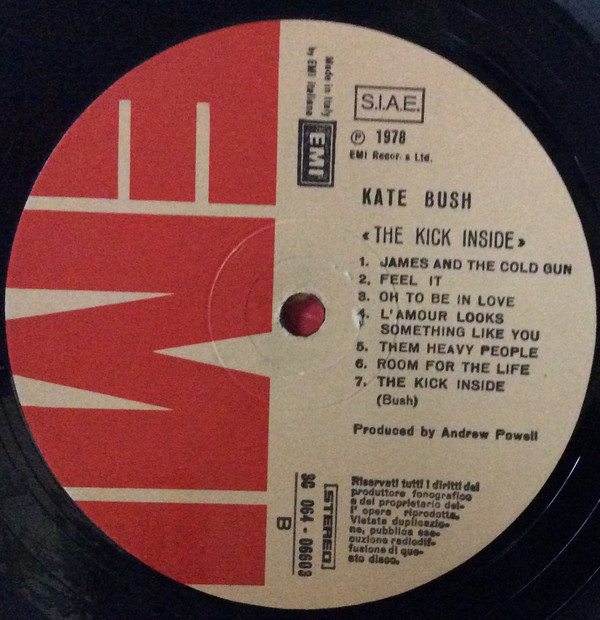 EMI
Made in Italy
by EMI Italiana
EMI
S.I.A.E.
Ⓟ 1978
EMI Recor s Ltd.
KATE BUSH
«THE KICK INSIDE»
1. JAMES AND THE COLD GUN
2. FEEL IT
3. OH TO BE IN LOVE
4. L'AMOUR LOOKS
SOMETHING LIKE YOU
5. THEM HEAVY PEOPLE
6. ROOM FOR THE LIFE
7. THE KICK INSIDE
(Bush)
Produced by Andrew Powell
3C 064 - 06603
B
STEREO
Riservati tutti i diritti del
produttore fonografico
e del proprietario del-
l' opera riprodotta.
Vietata duplicazio-
ne, pubblica ese-
cuzione radiodif-
fusione di que-
sto disco.